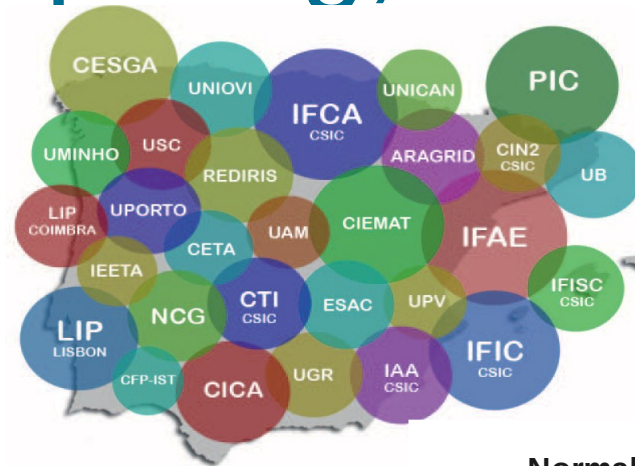 CESGA
UNIOVI
IFCA
CSIC
UNICAN
PIC
UMINHO
USC
REDIRIS
ARAGRID
CIN2
CSIC
UB
LIP
COIMBRA
UPORTO
CETA
UAM
CIEMAT
IFAE
IEETA
NCG
CTI
CSIC
ESAC
UPV
IFISC
CSIC
LIP
LISBON
CFP-IST
CICA
UGR
IAA
CSIC
IFIC
CSIC